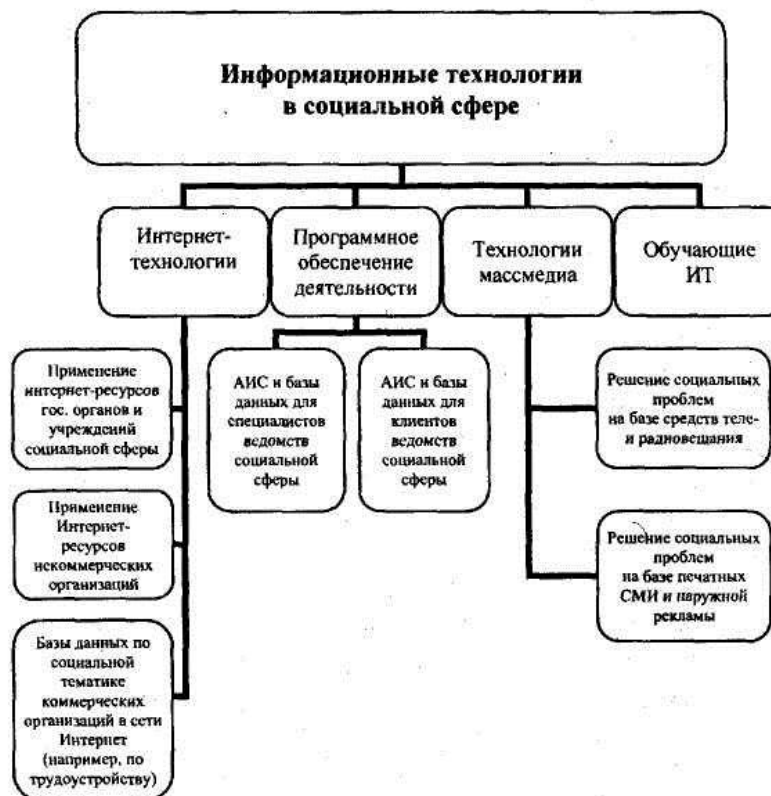 Информационные технологии
в социальной сфере
Интернет-
технологии
Программное
обеспечение
деятельности
Технологии
массмедиа
Обучающие
ИТ
Применение
интернет-ресурсов
гос. органов и
учреждений
социальной сферы
Применение
Интернет-
ресурсов
некоммерческих
организаций
Базы данных по
социальной
тематике
коммерческих
организаций в сети
Интернет
(например, по
трудоустройству)
АИС и базы
данных для
специалистов
ведомств
социальной
сферы
АИС и базы
данных для
клиентов
ведомств
социальной
сферы
Решение социальных
проблем
на базе средств теле-
и радиовещания
Решение социальных
проблем
на базе печатных
СМИ и наружной
рекламы